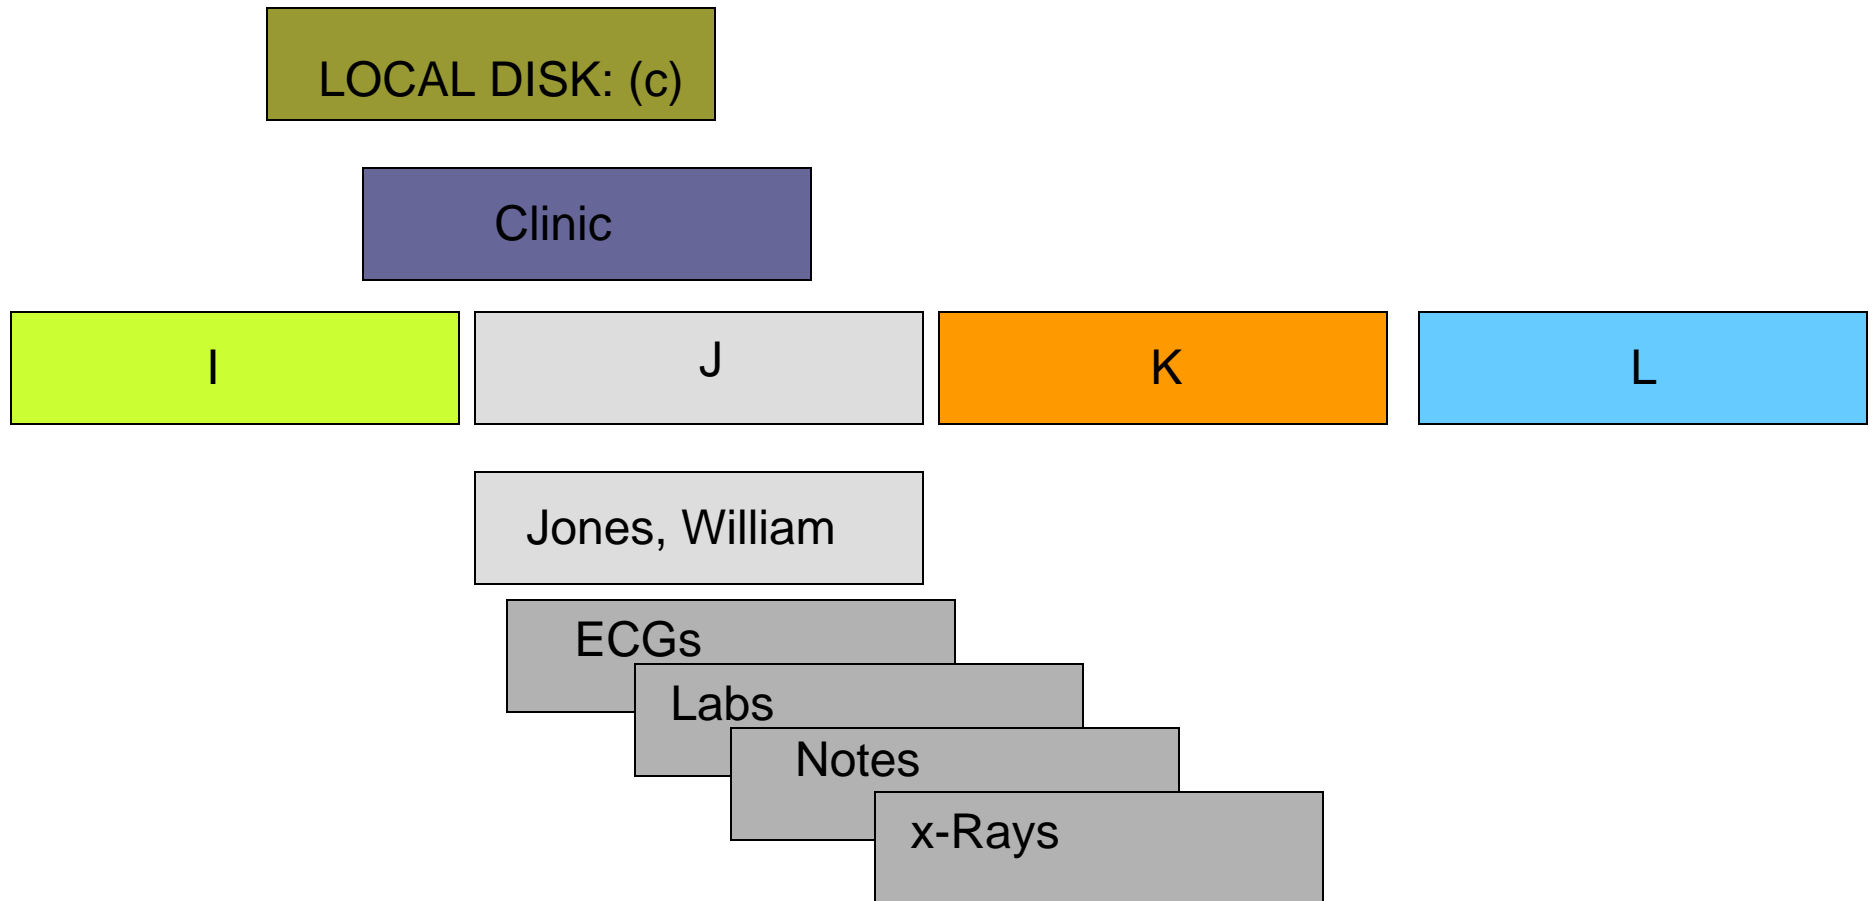 LOCAL DISK: (c)
Clinic
I
J
K
L
Jones, William
ECGs
Labs
Notes
x-Rays